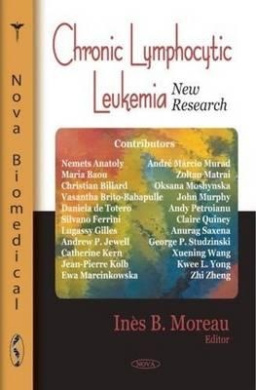 Nova Biomedical
Chronic Lymphocytic
Leukemia New
Research
Contributors
Nemets Anatoly
Maria Baou
Christian Billard
Vasantha Brito-Babapulle
Daniela de Totero
Silvano Ferrini
Lugassy Gilles
Andrew P. Jewell
Catherine Kern
Jean-Pierre Kolb
Ewa Marcinkowska
André Márcio Murad
Zoltan Matrai
Oksana Moshynska
John Murphy
Andy Petroianu
Claire Quiney
Anurag Saxena
George P. Studzinski
Xuening Wang
Kwee L. Yong
Zhi Zheng
Inès B. Moreau
Editor
NOVA